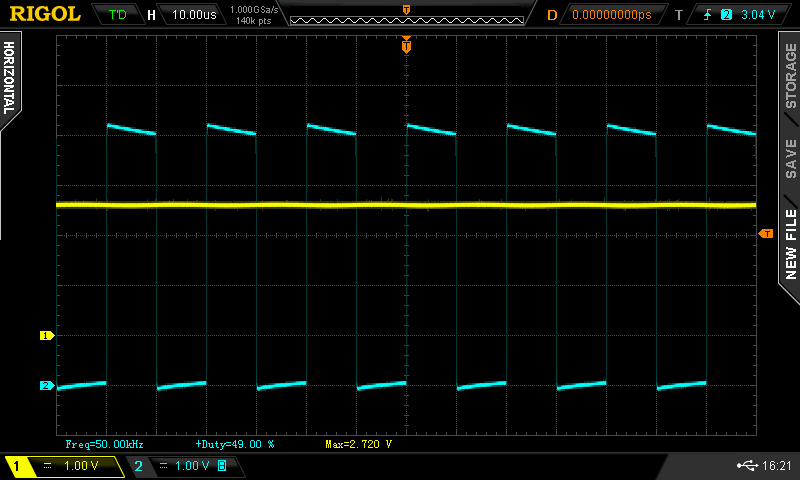 RIGOL T'D H 10.00us 1.000GSa/s 140k pts T D 0.00000000ps T 2 3.04 V
HORIZONTAL
T
STORAGE
SAVE
NEW FILE
T
1
2
Freq=50.00kHz +Duty=49.00 % Max=2.720 V
1 1.00 V 2 1.00 V B 16:21